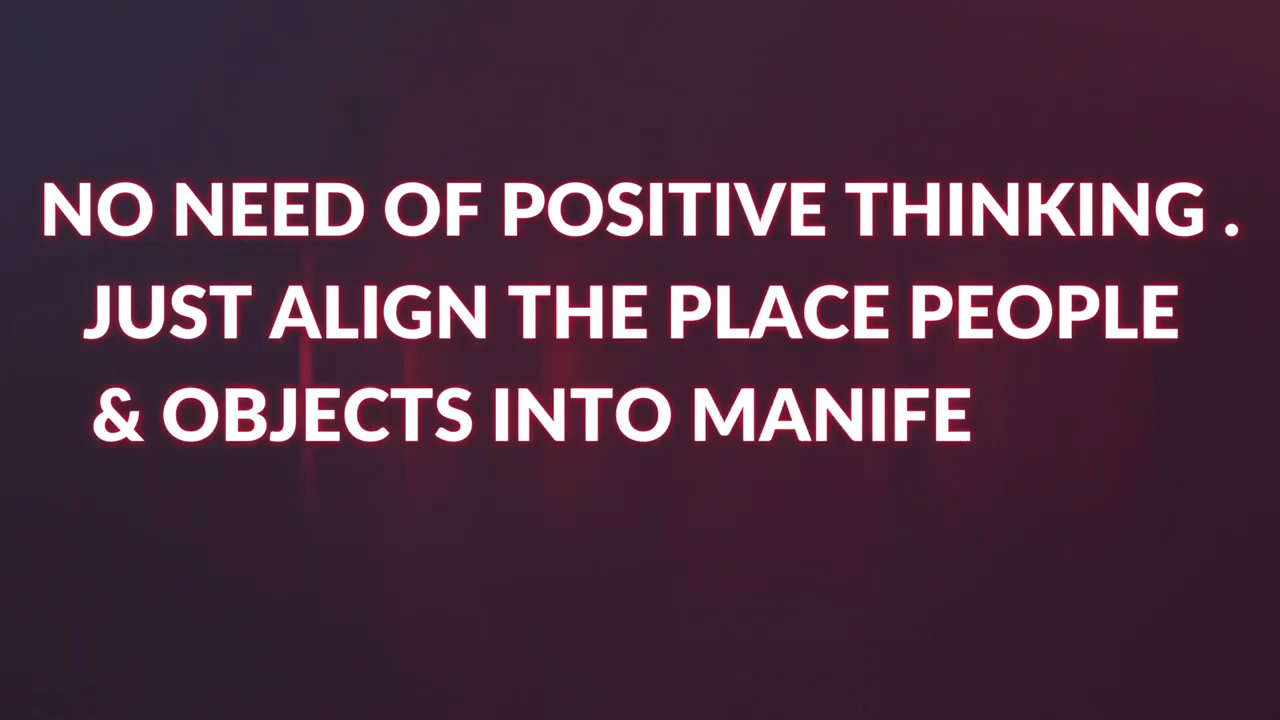 NO NEED OF POSITIVE THINKING .
JUST ALIGN THE PLACE PEOPLE
& OBJECTS INTO MANIFE